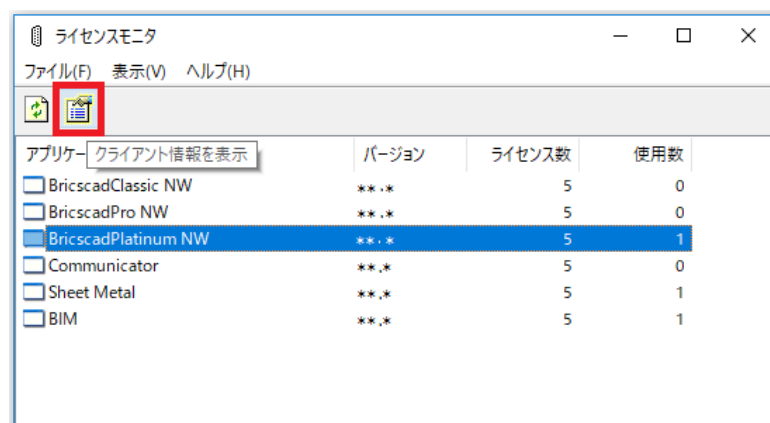 ライセンスモニタ
ファイル(F) 表示(V) ヘルプ(H)
アプリケー クライアント情報を表示 バージョン ライセンス数 使用数
BricscadClassic NW **.* 5 0
BricscadPro NW **.* 5 0
BricscadPlatinum NW **.* 5 1
Communicator **.* 5 0
Sheet Metal **.* 5 1
BIM **.* 5 1